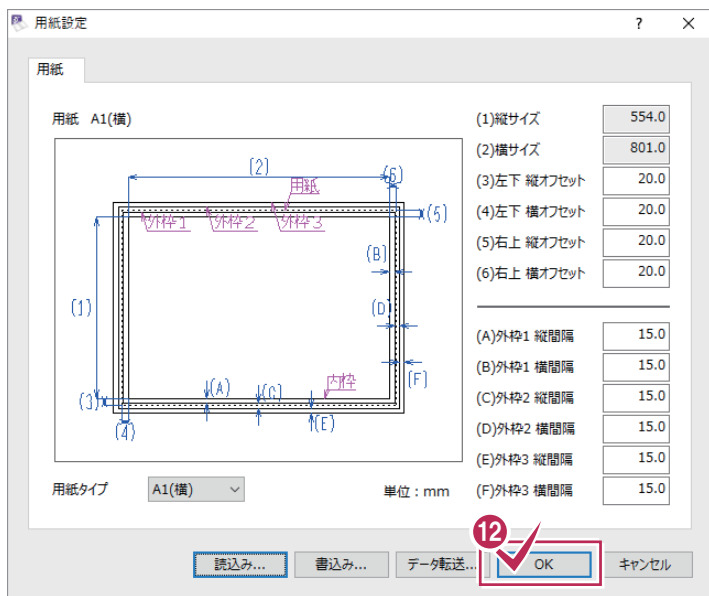 用紙設定
用紙
用紙 A1(横)
(2)
(6)
用紙
外枠1
外枠2
外枠3
(5)
(B)
(1)
(D)
(A)
(C)
内枠
(F)
(3)
(4)
(E)
用紙タイプ
A1(横)
単位：mm
(1)縦サイズ 554.0
(2)横サイズ 801.0
(3)左下 縦オフセット 20.0
(4)左下 横オフセット 20.0
(5)右上 縦オフセット 20.0
(6)右上 横オフセット 20.0
(A)外枠1 縦間隔 15.0
(B)外枠1 横間隔 15.0
(C)外枠2 縦間隔 15.0
(D)外枠2 横間隔 15.0
(E)外枠3 縦間隔 15.0
(F)外枠3 横間隔 15.0
12
読込み...
書込み...
データ転送...
OK
キャンセル